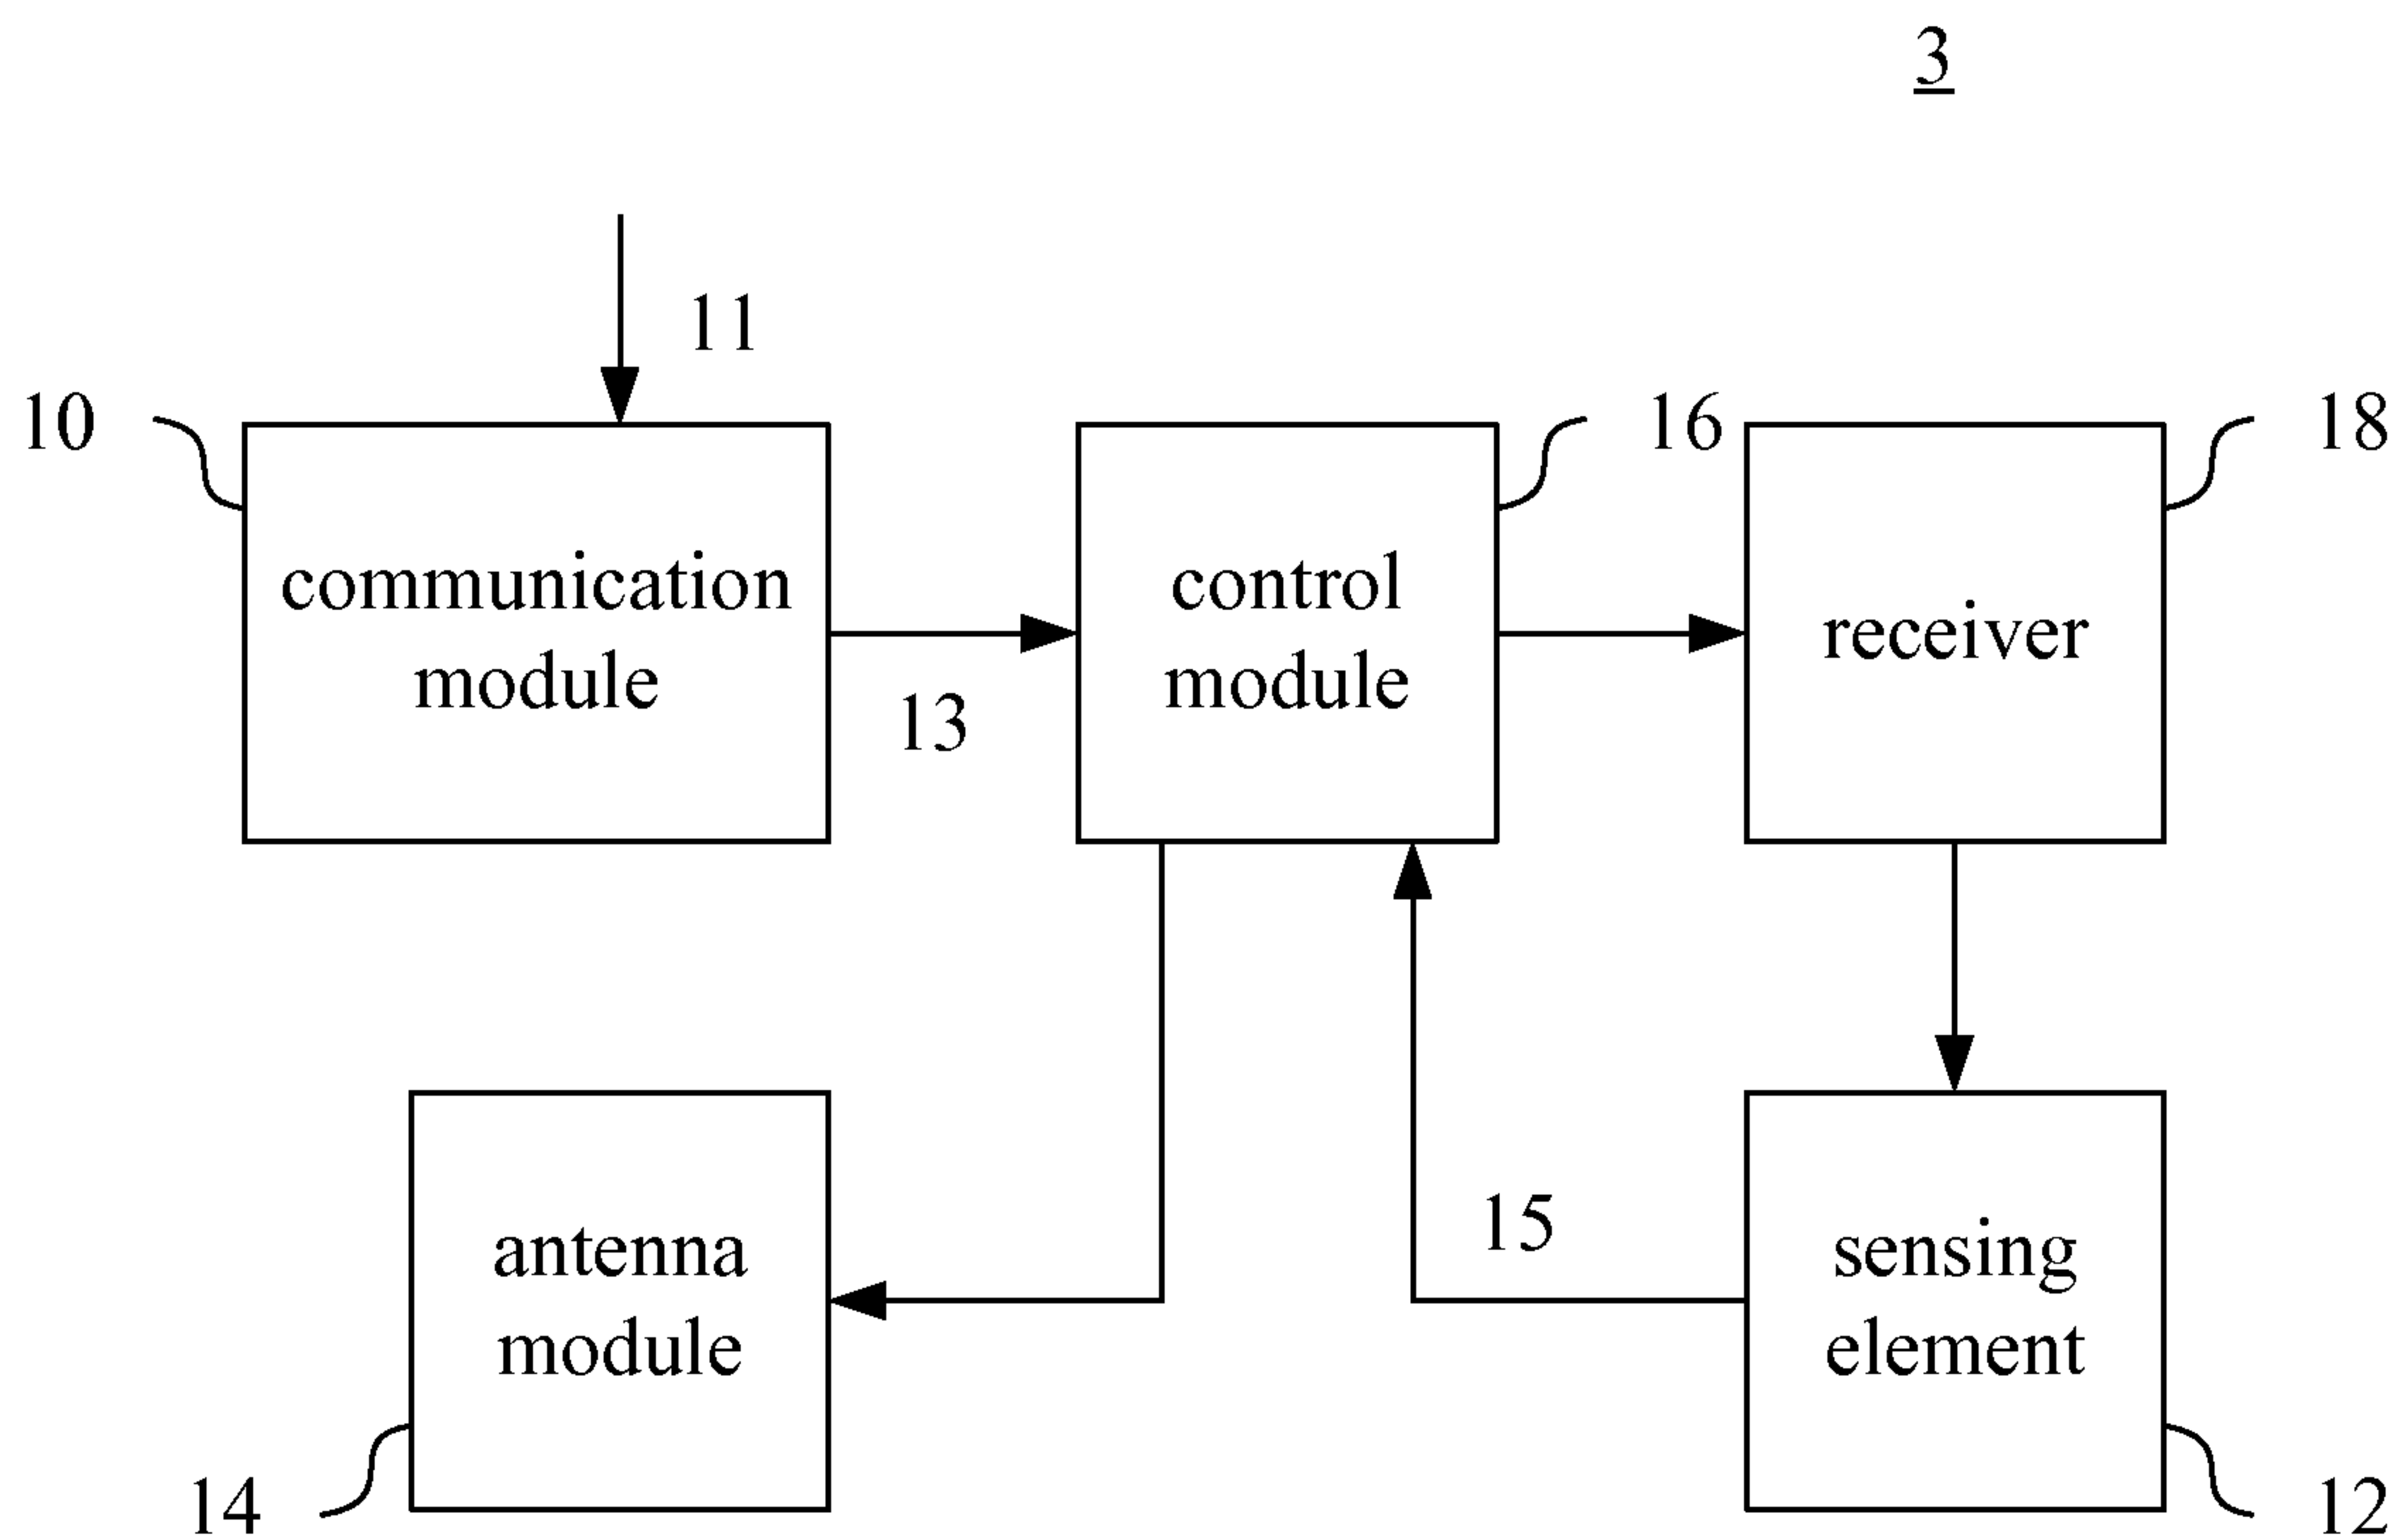 3
11
10
16
18
communication
module
control
module
receiver
13
antenna
module
15
sensing
element
14
12